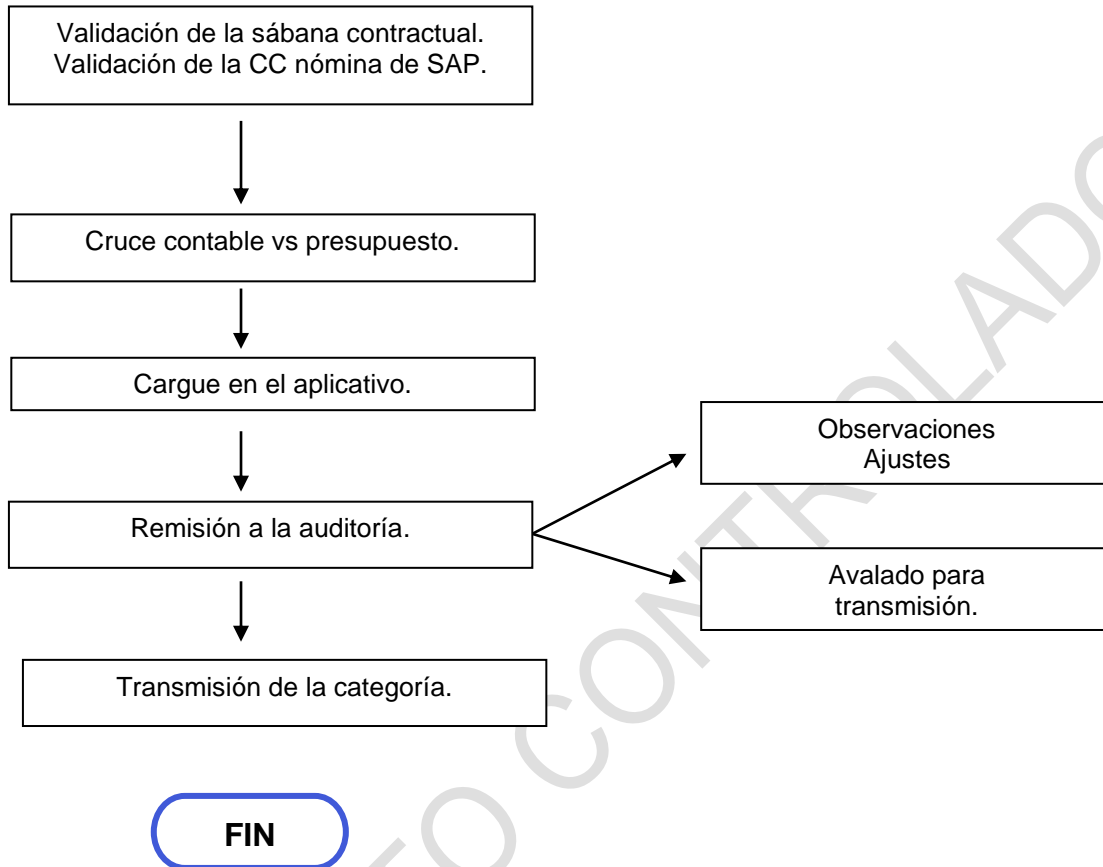 Validación de la sábana contractual.
Validación de la CC nómina de SAP.
Cruce contable vs presupuesto.
Cargue en el aplicativo.
Remisión a la auditoría.
Observaciones
Ajustes
Avalado para
transmisión.
Transmisión de la categoría.
FIN